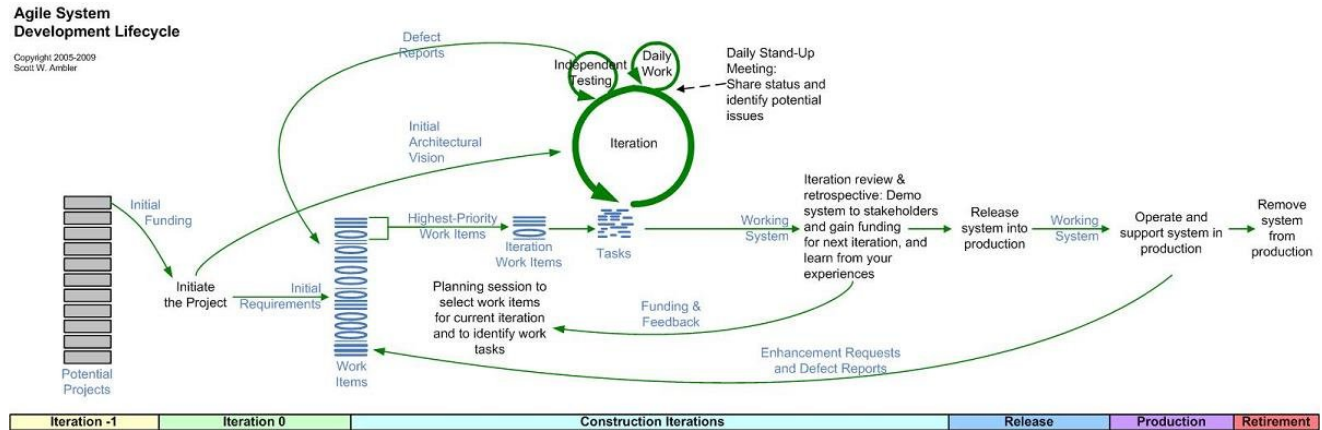 Agile System
Development Lifecycle
Copyright 2005-2009
Scott W. Ambler
Defect
Reports
Independent
Testing
Daily
Work
Daily Stand-Up
Meeting:
Share status and
identify potential
issues
Initial
Architectural
Vision
Iteration
Initial
Funding
Highest-Priority
Work Items
Iteration
Work Items
Tasks
Working
System
Iteration review &
retrospective: Demo
system to stakeholders
and gain funding
for next iteration, and
learn from your
experiences
Release
system into
production
Working
System
Operate and
support system in
production
Remove
system
from
production
Initiate
the Project
Initial
Requirements
Planning session to
select work items
for current iteration
and to identify work
tasks
Funding &
Feedback
Enhancement Requests
and Defect Reports
Potential
Projects
Work
Items
Iteration -1
Iteration 0
Construction Iterations
Release
Production
Retirement